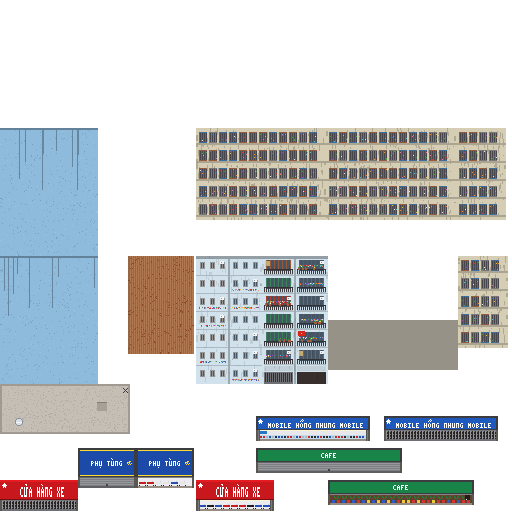 MOBILE HỒNG NHUNG MOBILE
MOBILE HỒNG NHUNG MOBILE
PHỤ TÙNG
PHỤ TÙNG
CAFE
CỬA HÀNG XE
CỬA HÀNG XE
CAFE